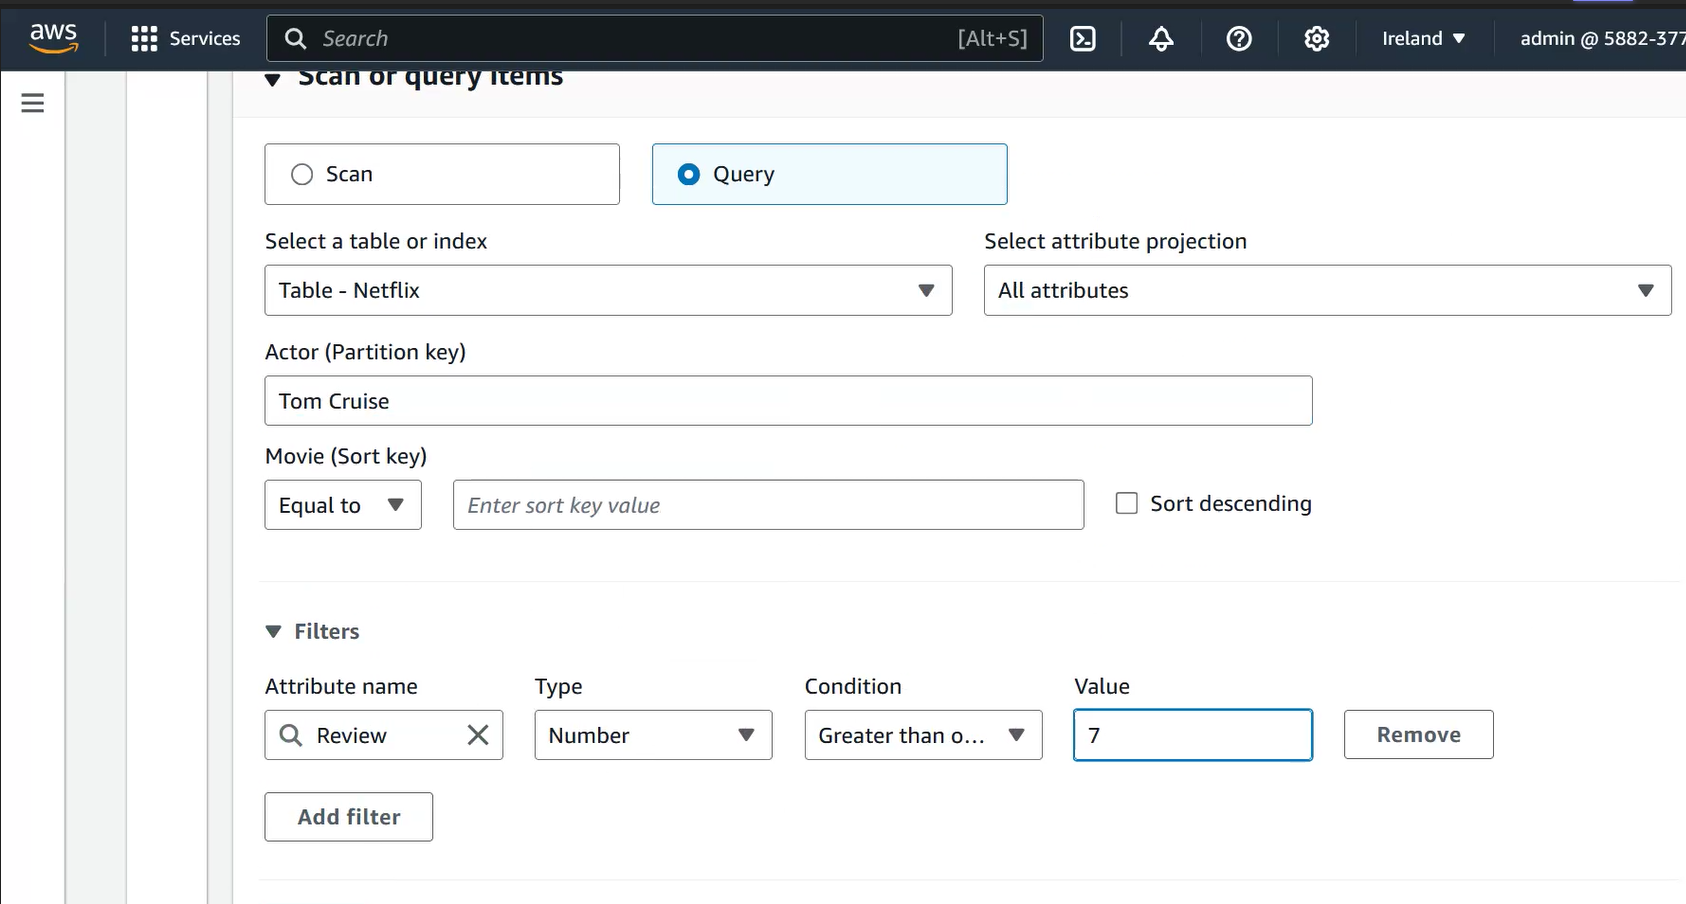 aws
Services
Search
[Alt+S]
Ireland
admin @ 5882-377
Scan or query items
Scan
Query
Select a table or index
Select attribute projection
Table - Netflix
All attributes
Actor (Partition key)
Tom Cruise
Movie (Sort key)
Equal to
Enter sort key value
Sort descending
Filters
Attribute name
Type
Condition
Value
Review
Number
Greater than o...
7
Remove
Add filter